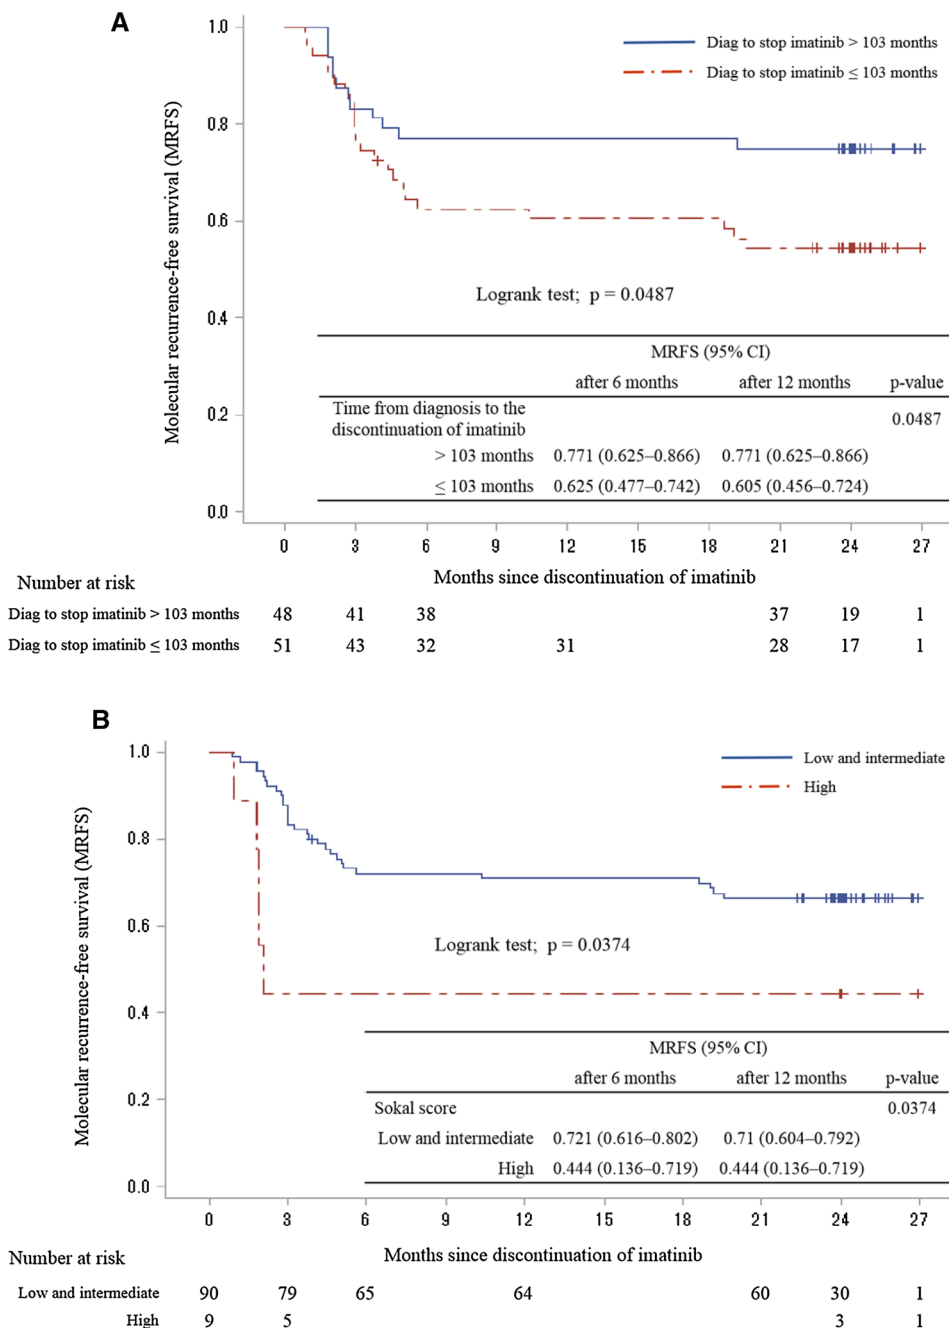 A
1.0
0.8
0.6
0.4
0.2
0.0
Molecular recurrence-free survival (MRFS)
Diag to stop imatinib > 103 months
Diag to stop imatinib ≤ 103 months
Logrank test; p = 0.0487
MRFS (95% CI)
after 6 months after 12 months p-value
Time from diagnosis to the
discontinuation of imatinib
0.0487
> 103 months 0.771 (0.625–0.866) 0.771 (0.625–0.866)
≤ 103 months 0.625 (0.477–0.742) 0.605 (0.456–0.724)
0 3 6 9 12 15 18 21 24 27
Months since discontinuation of imatinib
Number at risk
Diag to stop imatinib > 103 months 48 41 38 37 19 1
Diag to stop imatinib ≤ 103 months 51 43 32 31 28 17 1
B
1.0
0.8
0.6
0.4
0.2
0.0
Molecular recurrence-free survival (MRFS)
Low and intermediate
High
Logrank test; p = 0.0374
MRFS (95% CI)
after 6 months after 12 months p-value
Sokal score 0.0374
Low and intermediate 0.721 (0.616–0.802) 0.71 (0.604–0.792)
High 0.444 (0.136–0.719) 0.444 (0.136–0.719)
0 3 6 9 12 15 18 21 24 27
Months since discontinuation of imatinib
Number at risk
Low and intermediate 90 79 65 64 60 30 1
High 9 5 3 1